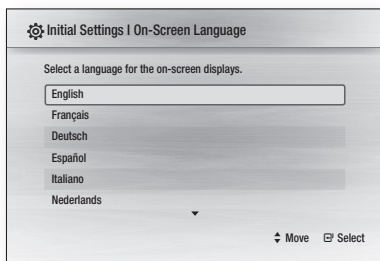 Initial Settings I On-Screen Language
Select a language for the on-screen displays.
English
Français
Deutsch
Español
Italiano
Nederlands
Move Select